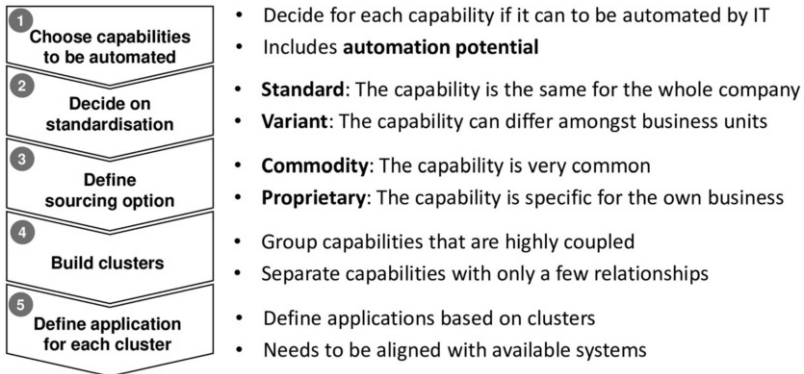 1
Choose capabilities
to be automated
• Decide for each capability if it can to be automated by IT
• Includes automation potential
2
Decide on
standardisation
• Standard: The capability is the same for the whole company
• Variant: The capability can differ amongst business units
3
Define
sourcing option
• Commodity: The capability is very common
• Proprietary: The capability is specific for the own business
4
Build clusters
• Group capabilities that are highly coupled
• Separate capabilities with only a few relationships
5
Define application
for each cluster
• Define applications based on clusters
• Needs to be aligned with available systems